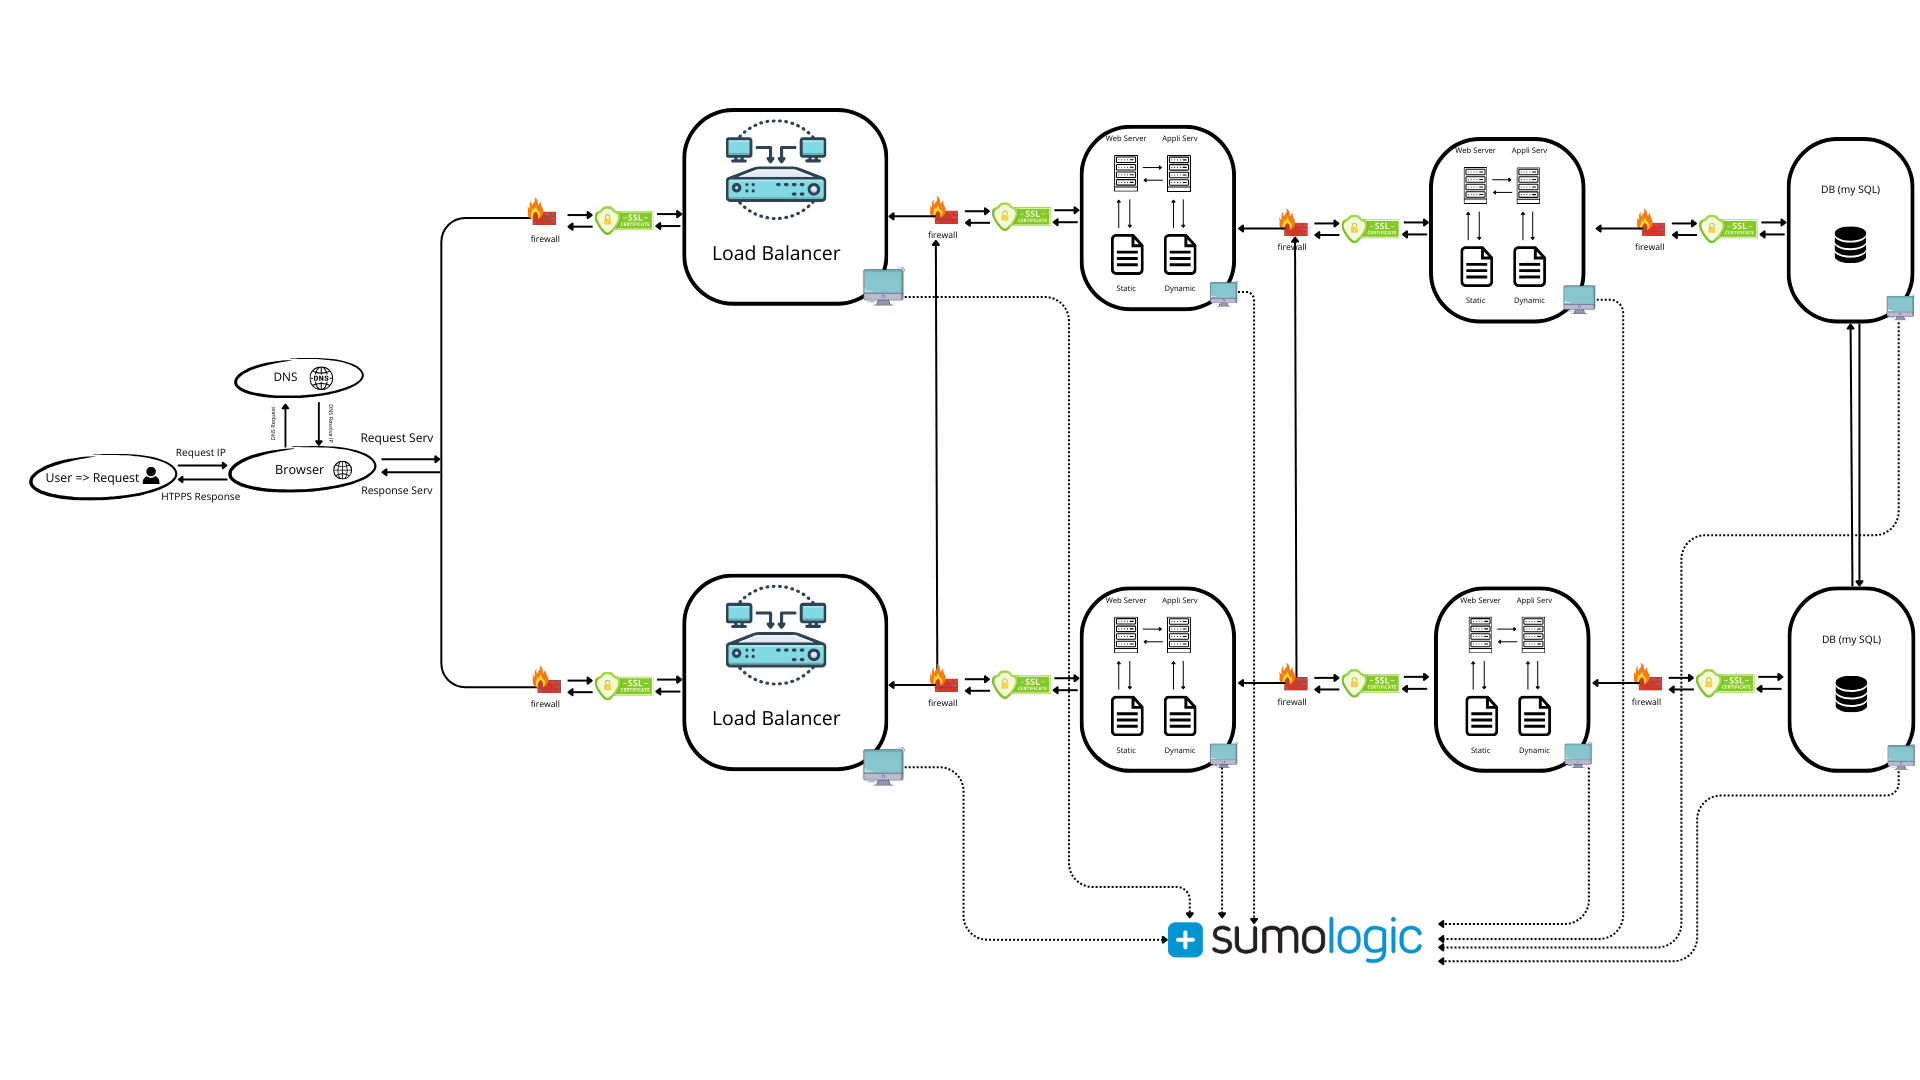 Web Server Appli Serv
Static Dynamic
Web Server Appli Serv
Static Dynamic
DB (my SQL)
Load Balancer
firewall
-SSL-
CERTIFICATE
firewall
-SSL-
CERTIFICATE
firewall
-SSL-
CERTIFICATE
firewall
-SSL-
CERTIFICATE
DNS
DNS
DNS Request
DNS Resolve IP
Request Serv
Request IP
User => Request
Browser
HTPPS Response
Response Serv
Web Server Appli Serv
Static Dynamic
Web Server Appli Serv
Static Dynamic
DB (my SQL)
Load Balancer
firewall
-SSL-
CERTIFICATE
firewall
-SSL-
CERTIFICATE
firewall
-SSL-
CERTIFICATE
firewall
-SSL-
CERTIFICATE
sumologic